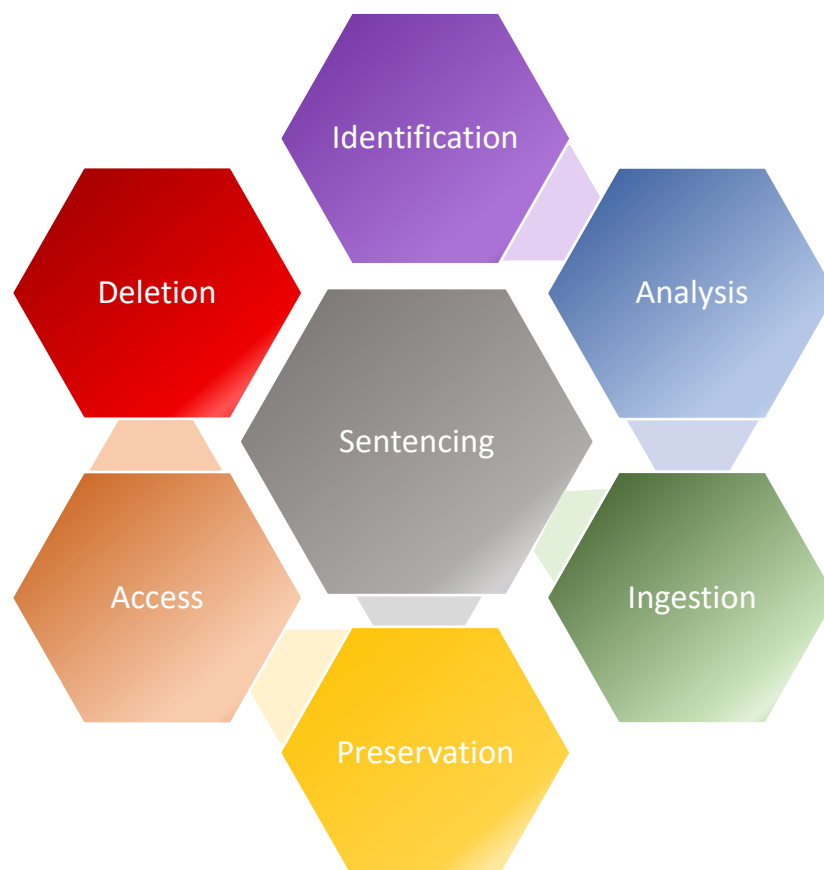 Identification
Analysis
Deletion
Sentencing
Ingestion
Access
Preservation